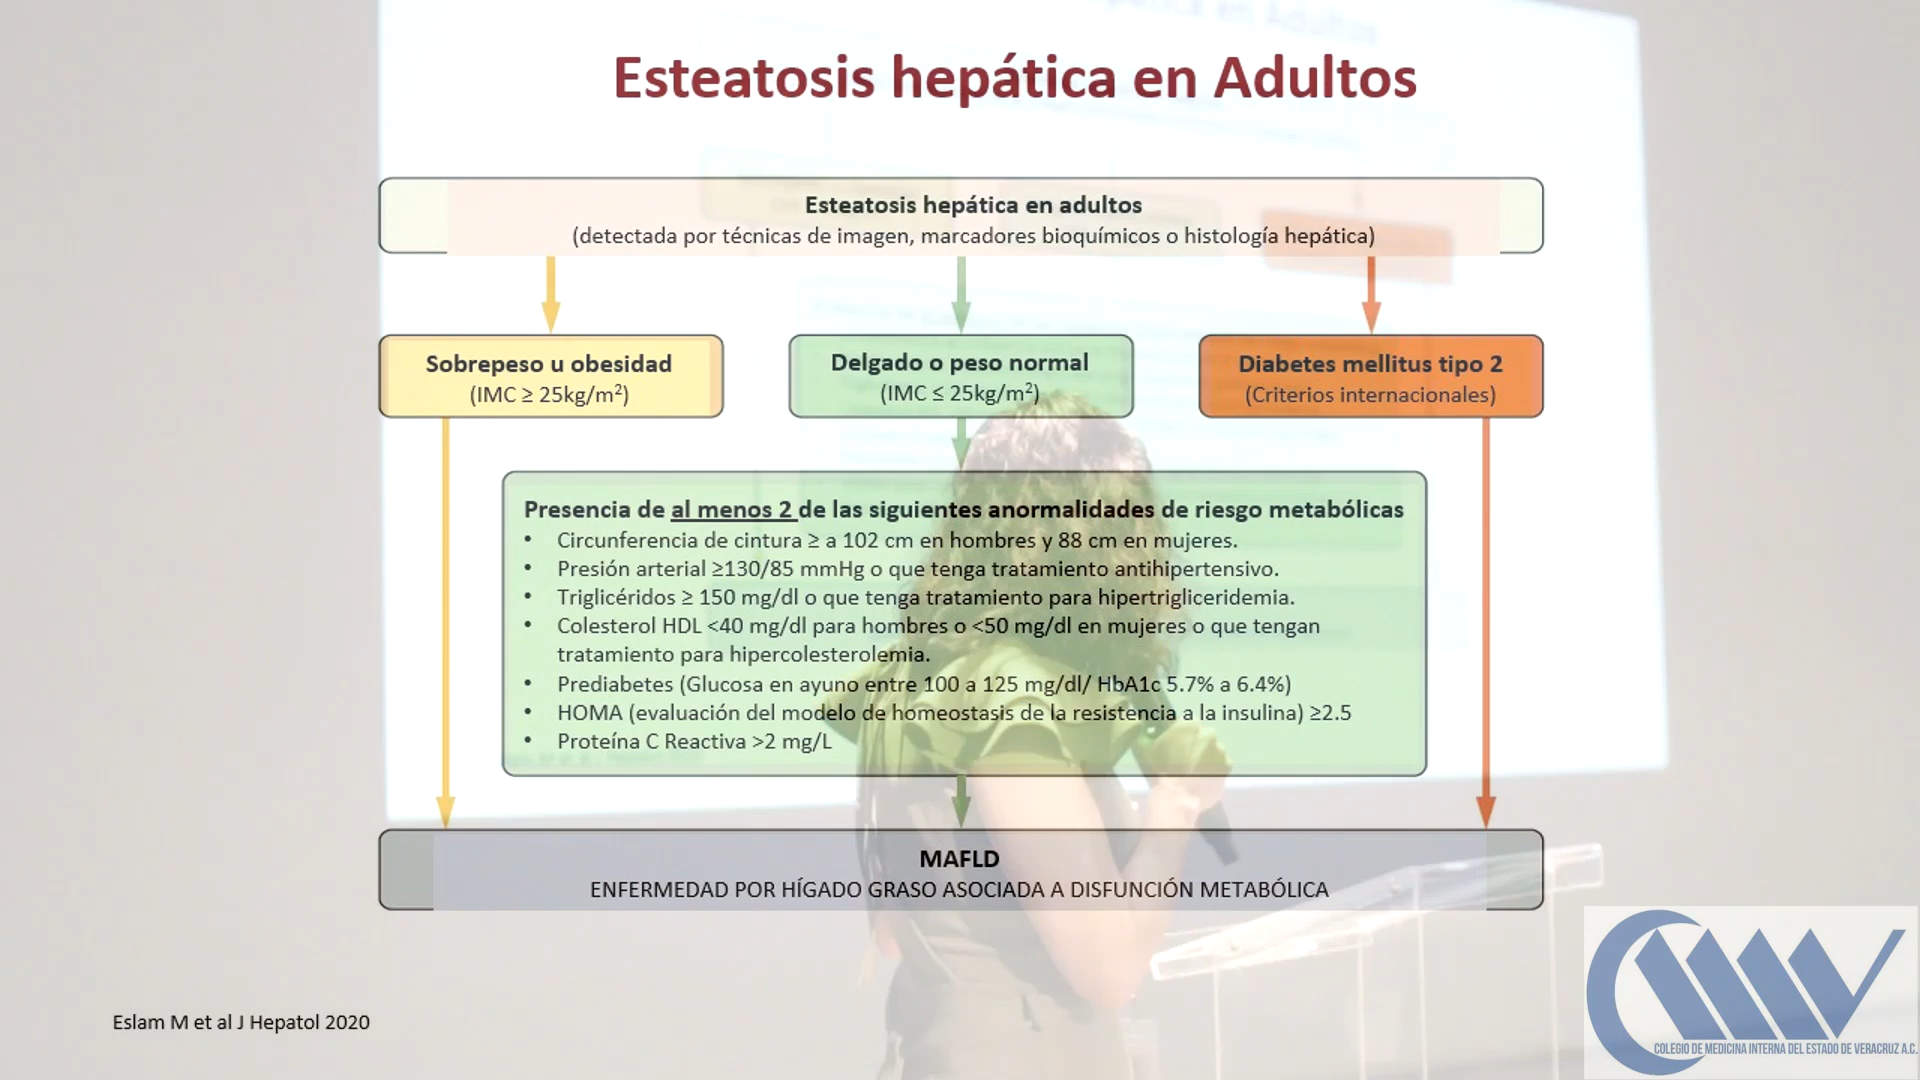 Esteatosis hepática en Adultos
Esteatosis hepática en adultos
(detectada por técnicas de imagen, marcadores bioquímicos o histología hepática)
Sobrepeso u obesidad
(IMC ≥ 25kg/m²)
Delgado o peso normal
(IMC ≤ 25kg/m²)
Diabetes mellitus tipo 2
(Criterios internacionales)
Presencia de al menos 2 de las siguientes anormalidades de riesgo metabólicas
• Circunferencia de cintura ≥ a 102 cm en hombres y 88 cm en mujeres.
• Presión arterial ≥130/85 mmHg o que tenga tratamiento antihipertensivo.
• Triglicéridos ≥ 150 mg/dl o que tenga tratamiento para hipertrigliceridemia.
• Colesterol HDL <40 mg/dl para hombres o <50 mg/dl en mujeres o que tengan
tratamiento para hipercolesterolemia.
• Prediabetes (Glucosa en ayuno entre 100 a 125 mg/dl/ HbA1c 5.7% a 6.4%)
• HOMA (evaluación del modelo de homeostasis de la resistencia a la insulina) ≥2.5
• Proteína C Reactiva >2 mg/L
MAFLD
ENFERMEDAD POR HÍGADO GRASO ASOCIADA A DISFUNCIÓN METABÓLICA
Eslam M et al J Hepatol 2020
COLEGIO DE MEDICINA INTERNA DEL ESTADO DE VERACRUZ A.C.